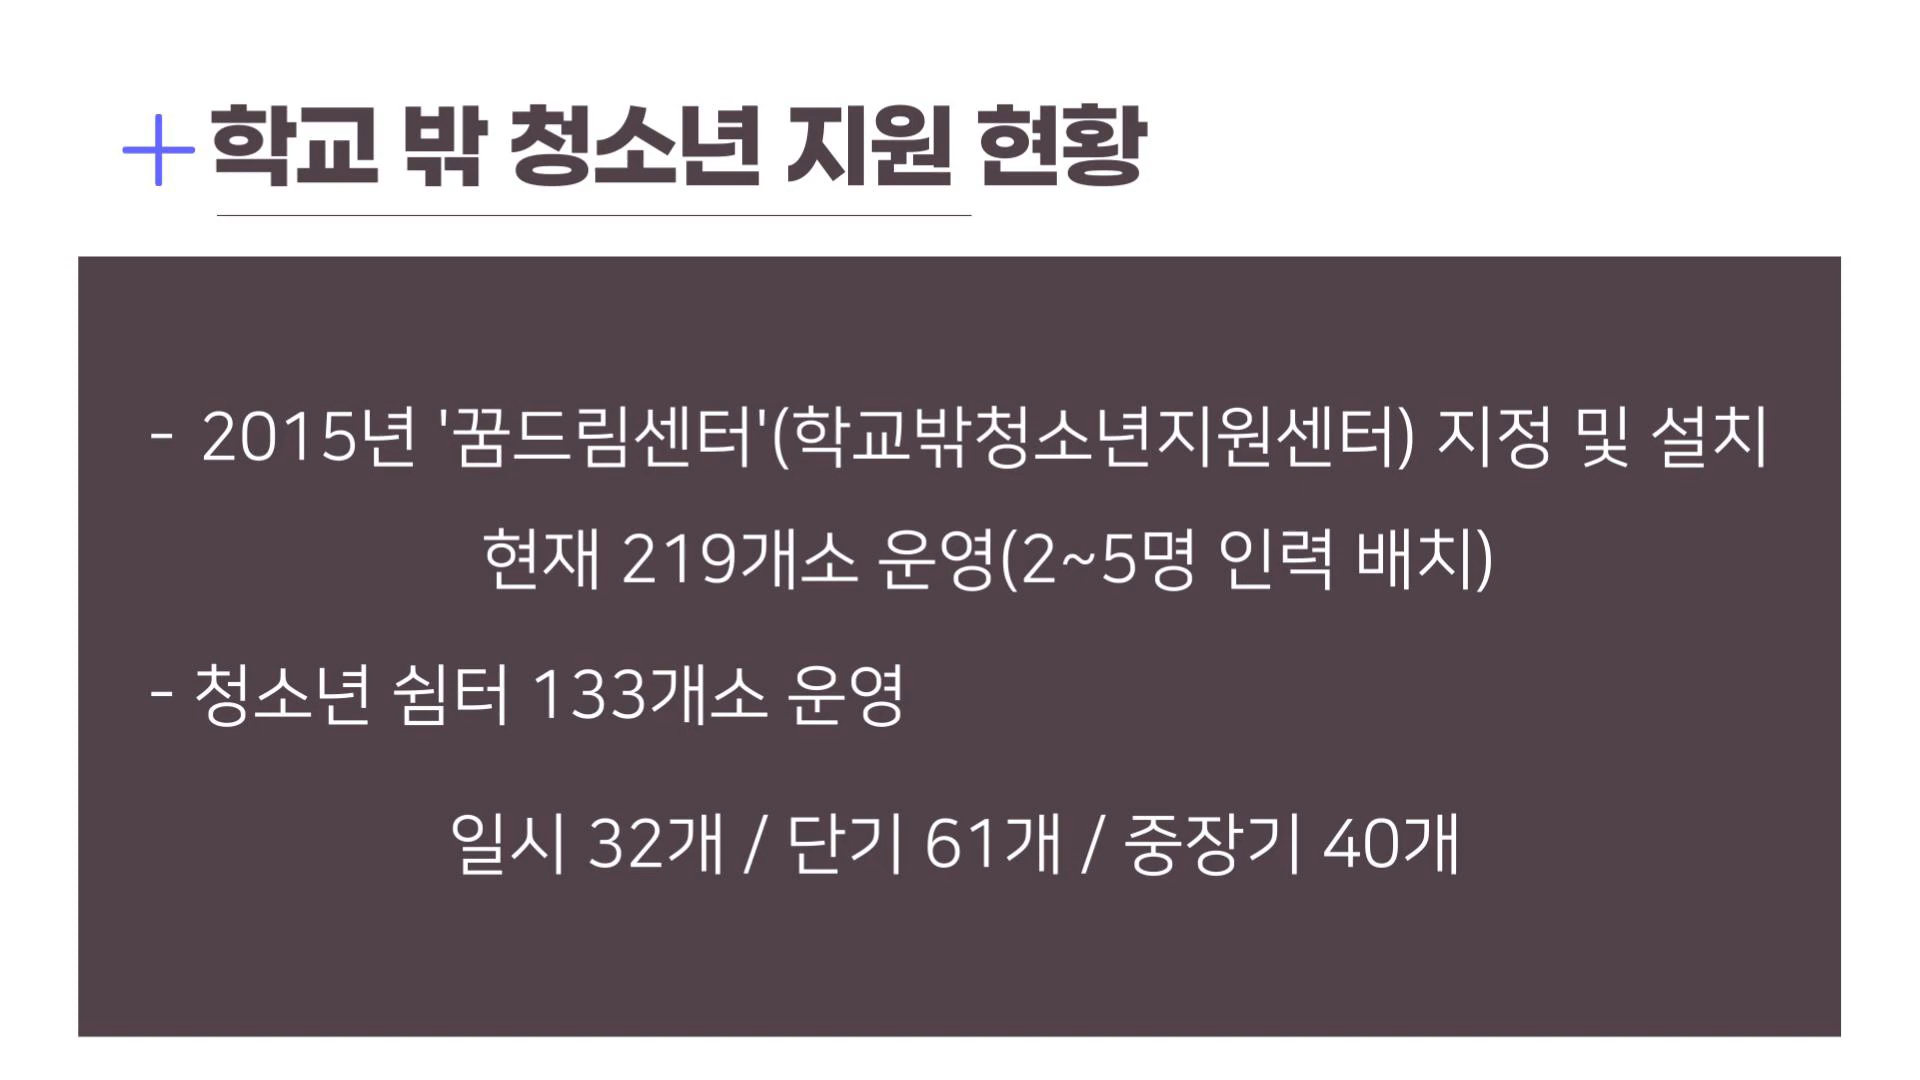 학교 밖 청소년 지원 현황
- 2015년 '꿈드림센터'(학교밖청소년지원센터) 지정 및 설치
현재 219개소 운영(2~5명 인력 배치)
- 청소년 쉼터 133개소 운영
일시 32개 / 단기 61개 / 중장기 40개